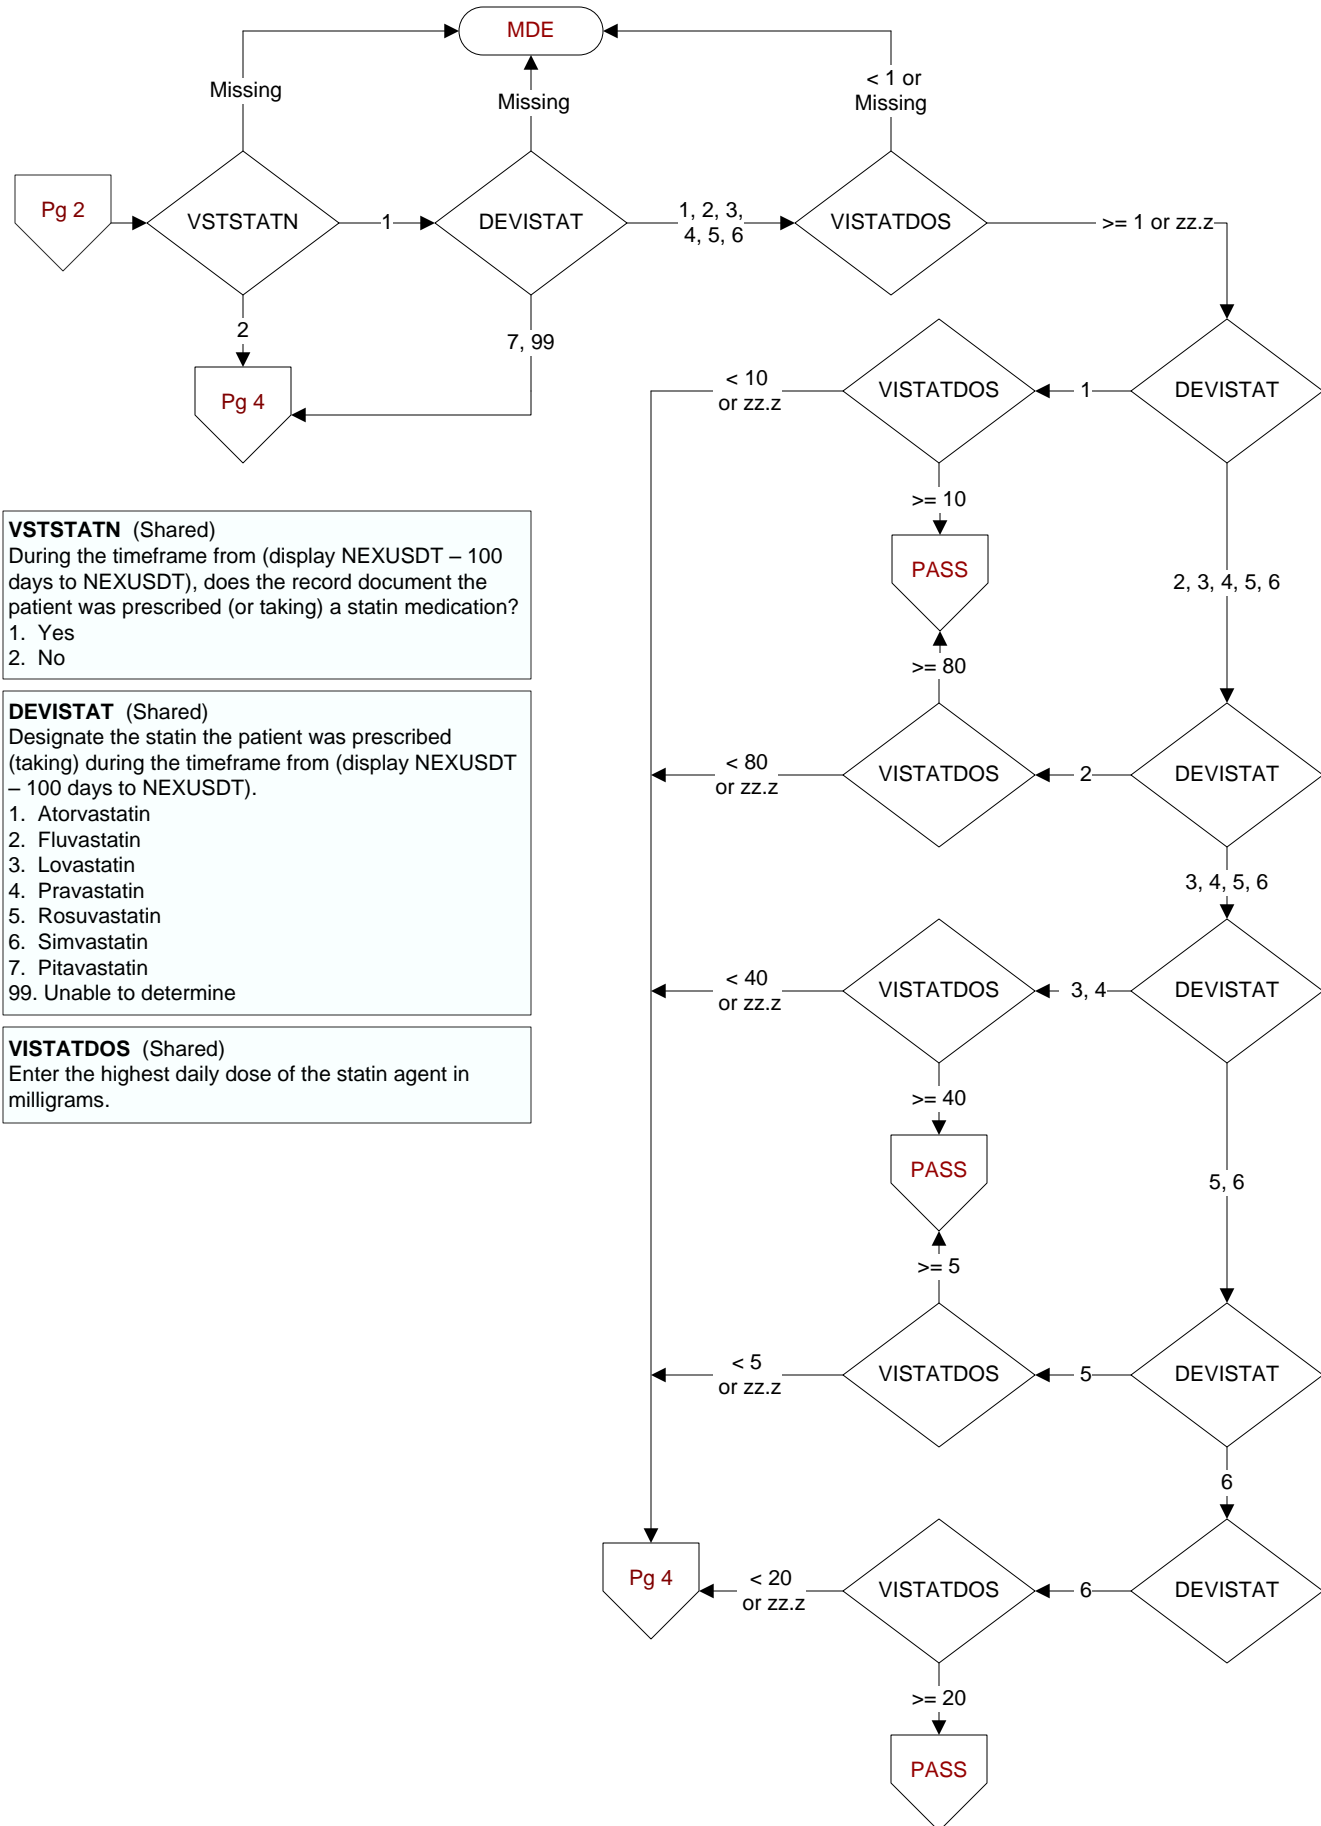 MDE
Missing
Missing
< 1 or
Missing
Pg 2
VSTSTATN
1
DEVISTAT
1, 2, 3,
4, 5, 6
VISTATDOS
>= 1 or zz.z
2
7, 99
Pg 4
< 10
or zz.z
VISTATDOS
1
DEVISTAT
>= 10
PASS
2, 3, 4, 5, 6
>= 80
< 80
or zz.z
VISTATDOS
2
DEVISTAT
3, 4, 5, 6
< 40
or zz.z
VISTATDOS
3, 4
DEVISTAT
>= 40
PASS
5, 6
>= 5
< 5
or zz.z
VISTATDOS
5
DEVISTAT
6
Pg 4
< 20
or zz.z
VISTATDOS
6
DEVISTAT
>= 20
PASS
VSTSTATN (Shared)
During the timeframe from (display NEXUSDT – 100
days to NEXUSDT), does the record document the
patient was prescribed (or taking) a statin medication?
1. Yes
2. No
DEVISTAT (Shared)
Designate the statin the patient was prescribed
(taking) during the timeframe from (display NEXUSDT
– 100 days to NEXUSDT).
1. Atorvastatin
2. Fluvastatin
3. Lovastatin
4. Pravastatin
5. Rosuvastatin
6. Simvastatin
7. Pitavastatin
99. Unable to determine
VISTATDOS (Shared)
Enter the highest daily dose of the statin agent in
milligrams.